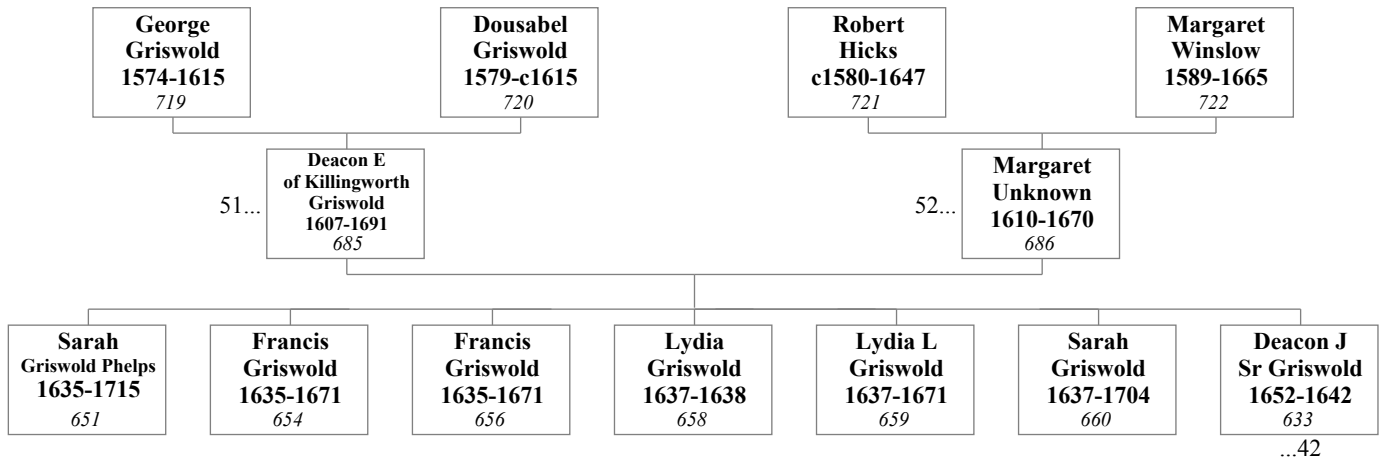 George
Griswold
1574-1615
719
Dousabel
Griswold
1579-c1615
720
Robert
Hicks
c1580-1647
721
Margaret
Winslow
1589-1665
722
51...
Deacon E
of Killingworth
Griswold
1607-1691
685
52...
Margaret
Unknown
1610-1670
686
Sarah
Griswold Phelps
1635-1715
651
Francis
Griswold
1635-1671
654
Francis
Griswold
1635-1671
656
Lydia
Griswold
1637-1638
658
Lydia L
Griswold
1637-1671
659
Sarah
Griswold
1637-1704
660
Deacon J
Sr Griswold
1652-1642
633
...42